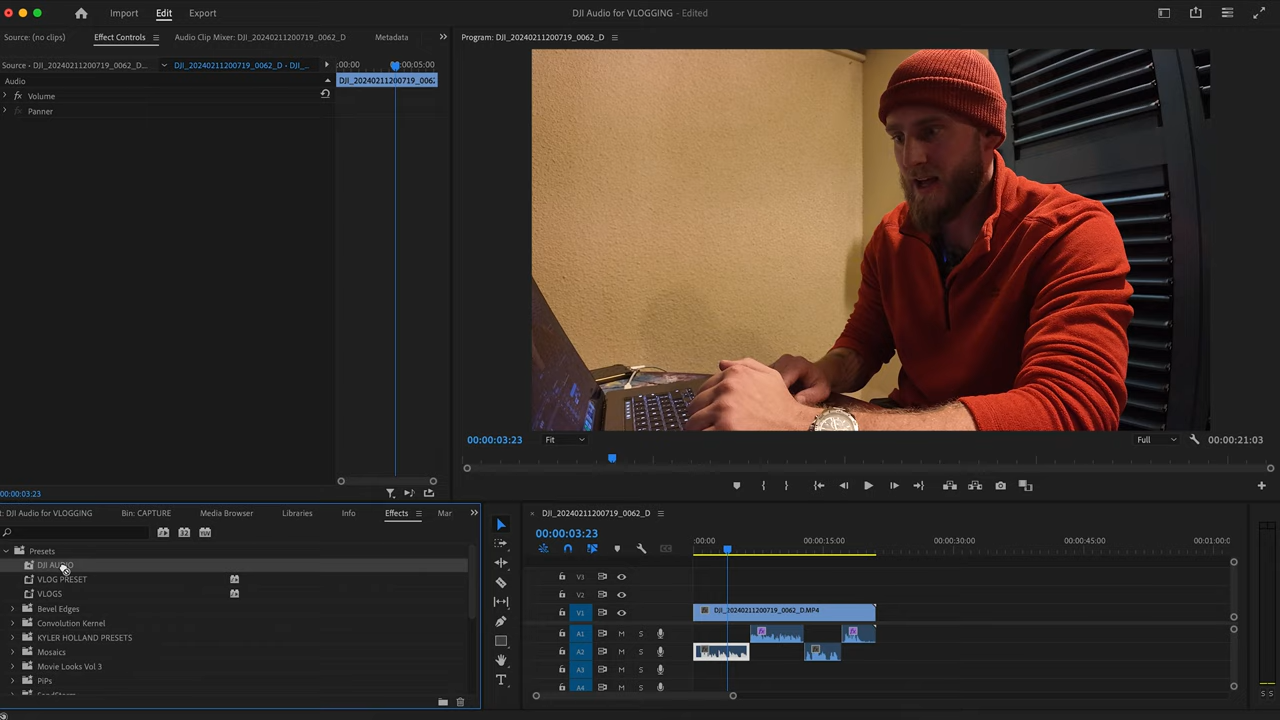 Import Edit Export
DJI Audio for VLOGGING - Edited
Source: (no clips) Effect Controls Audio Clip Mixer: DJI_20240211200719_0062_D Metadata
Program: DJI_20240211200719_0062_D
Source - DJI_20240211200719_0062_D... DJI_20240211200719_0062_D - DJI_... :00:00 00:00:05:00
Audio DJI_20240211200719_0062
fx Volume
fx Panner
00:00:03:23 Fit Full 00:00:21:03
00:00:03:23
t: DJI Audio for VLOGGING Bin: CAPTURE Media Browser Libraries Info Effects Mar
DJI_20240211200719_0062_D
Presets
DJI AUDIO
VLOG PRESET
VLOGS
Bevel Edges
Convolution Kernel
KYLER HOLLAND PRESETS
Mosaics
Movie Looks Vol 3
PiPs
00:00:03:23
:00:00 00:00:15:00 00:00:30:00 00:00:45:00 00:01:00:0
V3
V2
V1 DJI_20240211200719_0062_D.MP4
A1 M S
A2 M S
A3 M S
A4 M S
S S